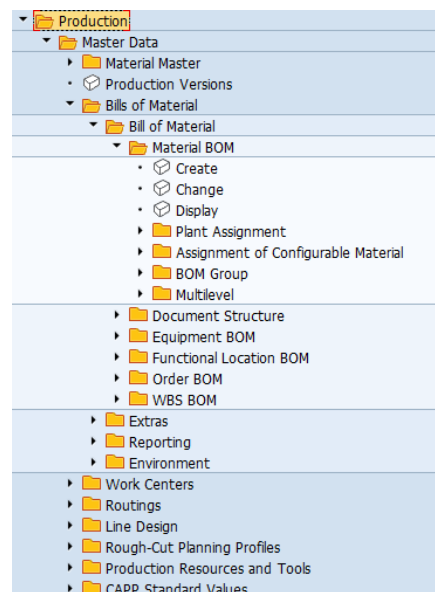 Production
Master Data
Material Master
Production Versions
Bills of Material
Bill of Material
Material BOM
Create
Change
Display
Plant Assignment
Assignment of Configurable Material
BOM Group
Multilevel
Document Structure
Equipment BOM
Functional Location BOM
Order BOM
WBS BOM
Extras
Reporting
Environment
Work Centers
Routings
Line Design
Rough-Cut Planning Profiles
Production Resources and Tools
CAPP Standard Values